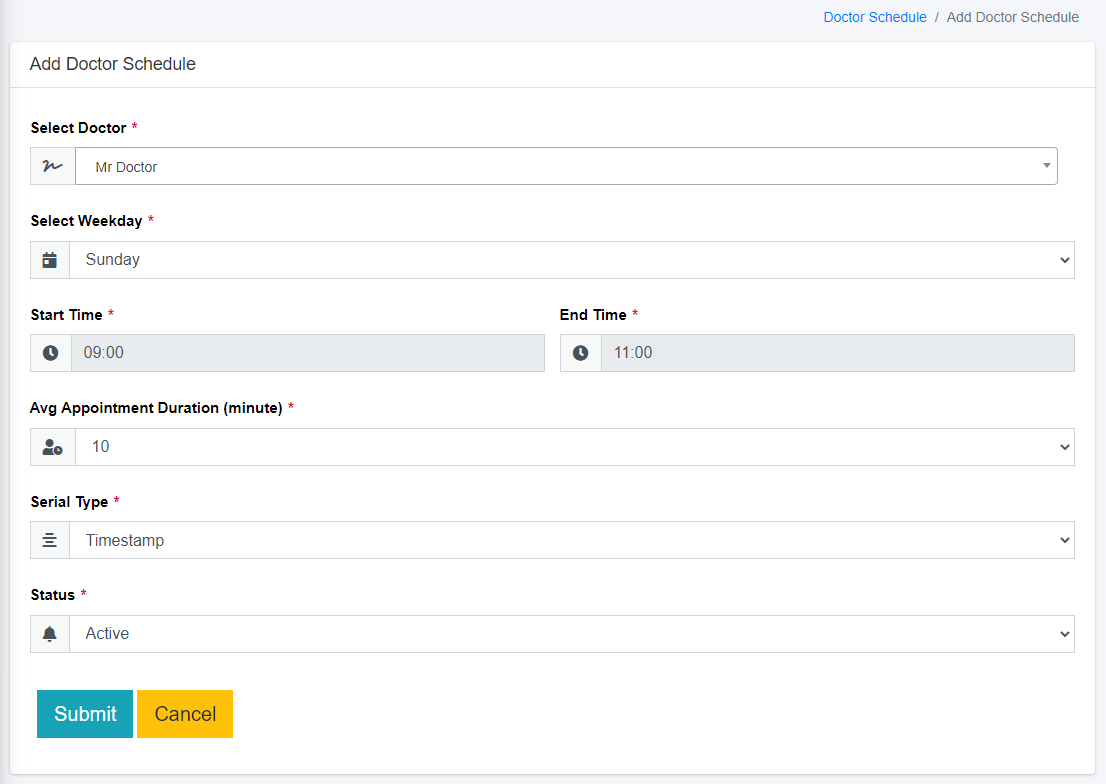 Doctor Schedule / Add Doctor Schedule
Add Doctor Schedule
Select Doctor *
Mr Doctor
Select Weekday *
Sunday
Start Time * End Time *
09:00 11:00
Avg Appointment Duration (minute) *
10
Serial Type *
Timestamp
Status *
Active
Submit Cancel